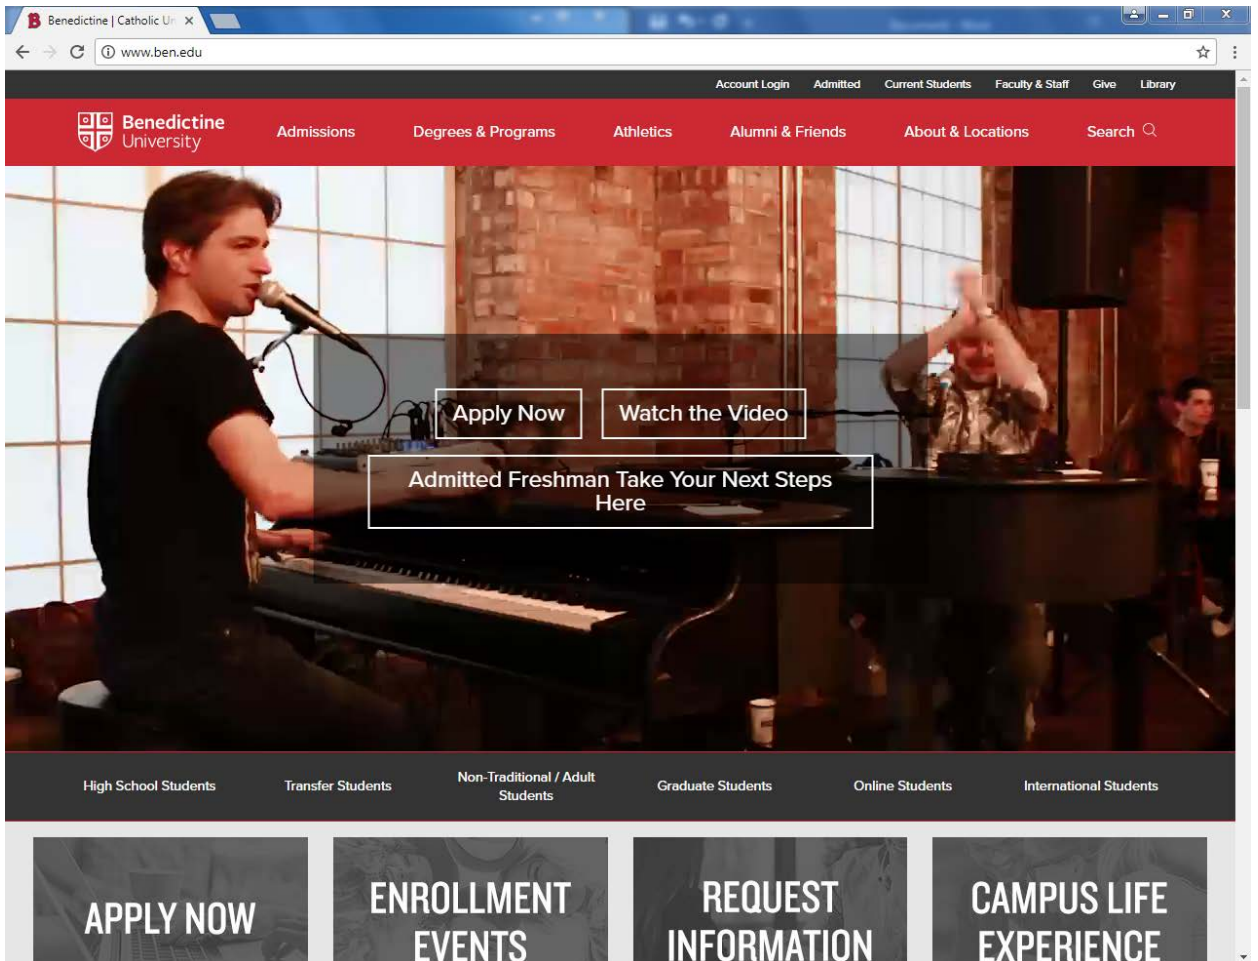 Benedictine | Catholic Un
www.ben.edu
Account Login Admitted Current Students Faculty & Staff Give Library
Benedictine
University
Admissions Degrees & Programs Athletics Alumni & Friends About & Locations Search
Apply Now Watch the Video
Admitted Freshman Take Your Next Steps
Here
High School Students Transfer Students Non-Traditional / Adult
Students Graduate Students Online Students International Students
APPLY NOW
ENROLLMENT
EVENTS
REQUEST
INFORMATION
CAMPUS LIFE
EXPERIENCE